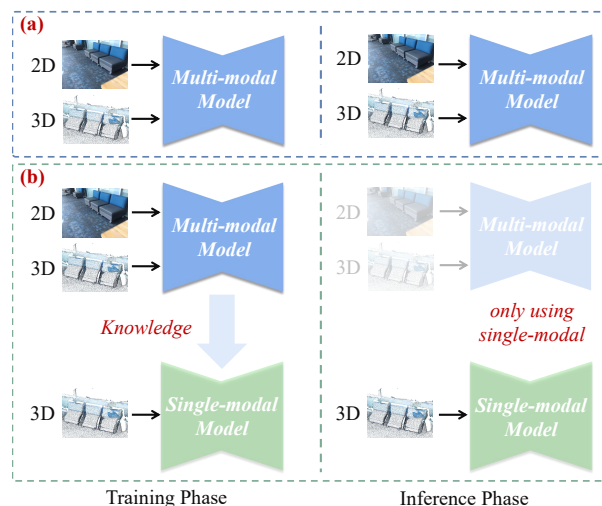 (a)
2D
Multi-modal
Model
3D
2D
Multi-modal
Model
3D
(b)
2D
Multi-modal
Model
3D
2D
Multi-modal
Model
3D
Knowledge
only using
single-modal
3D
Single-modal
Model
3D
Single-modal
Model
Training Phase
Inference Phase